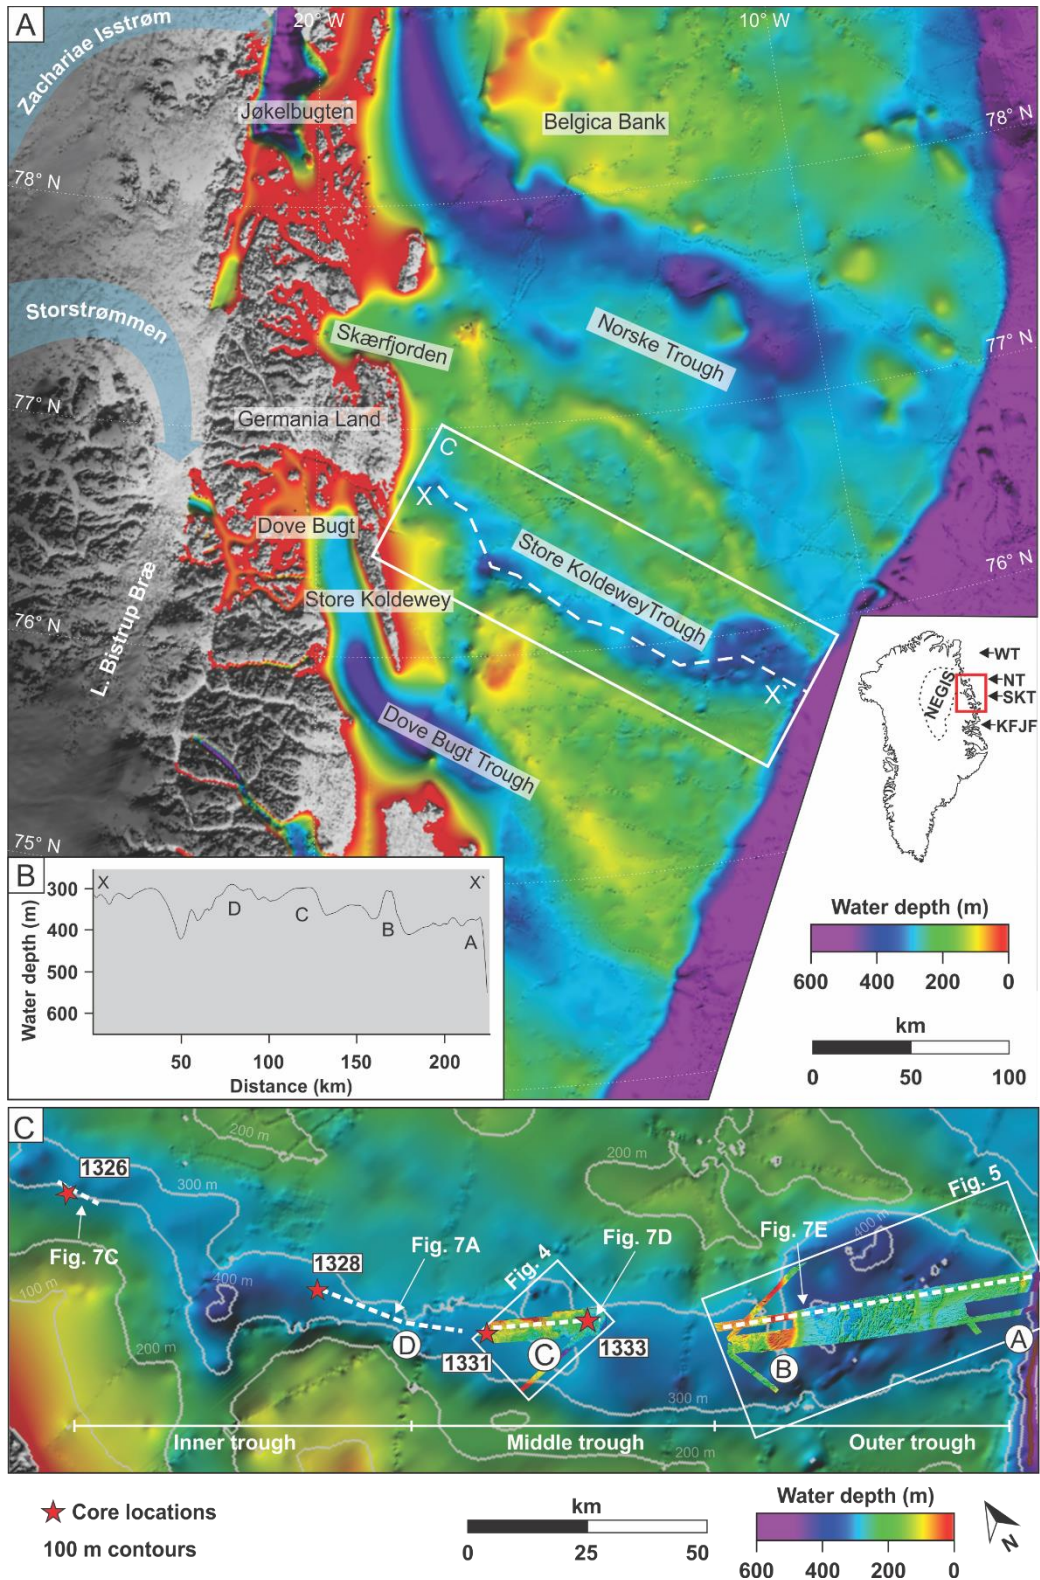 A
20° W
10° W
Zachariae Isstrøm
Jøkelbugten
Belgica Bank
78° N
78° N
Storstrømmen
Skærfjorden
Norske Trough
77° N
77° N
Germania Land
C
X
Dove Bugt
Store Koldewey Trough
76° N
Store Koldewey
76° N
L. Bistrup Bræ
X`
Dove Bugt Trough
75° N
WT
NT
SKT
KFJF
NEGIS
Water depth (m)
600 400 200 0
km
0 50 100
B
X X`
300
400
500
600
Water depth (m)
D C B A
50 100 150 200
Distance (km)
C
200 m
1326
300 m
Fig. 7C
100 m
400 m
200 m
1328
Fig. 7A
Fig. 4
Fig. 7D
Fig. 7E
Fig. 5
200 m
400 m
D
1331
C
1333
B
A
300 m
200 m
Inner trough Middle trough Outer trough
Core locations
100 m contours
km
0 25 50
Water depth (m)
600 400 200 0
N